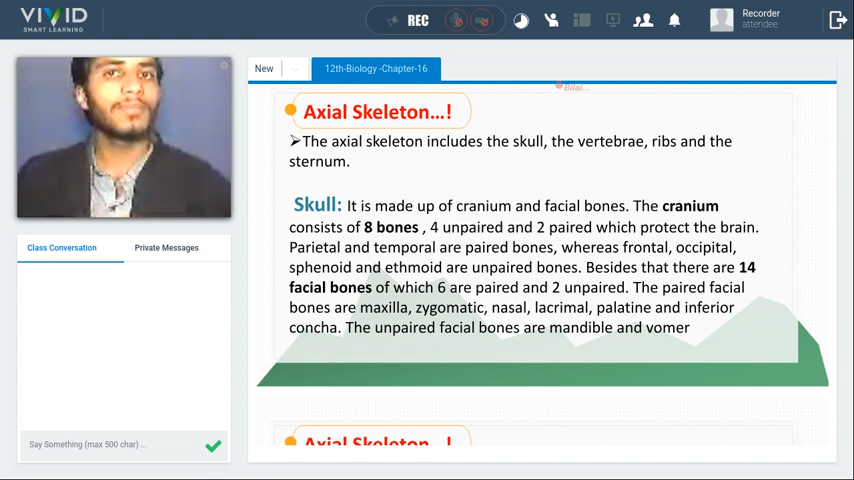 VIVID
SMART LEARNING
REC
Recorder
attendee
New
12th-Biology -Chapter-16
Bilal...
Axial Skeleton...!
➢The axial skeleton includes the skull, the vertebrae, ribs and the
sternum.
Skull: It is made up of cranium and facial bones. The cranium
consists of 8 bones , 4 unpaired and 2 paired which protect the brain.
Parietal and temporal are paired bones, whereas frontal, occipital,
sphenoid and ethmoid are unpaired bones. Besides that there are 14
facial bones of which 6 are paired and 2 unpaired. The paired facial
bones are maxilla, zygomatic, nasal, lacrimal, palatine and inferior
concha. The unpaired facial bones are mandible and vomer
Axial Skeleton...!
Class Conversation
Private Messages
Say Something (max 500 char) ...